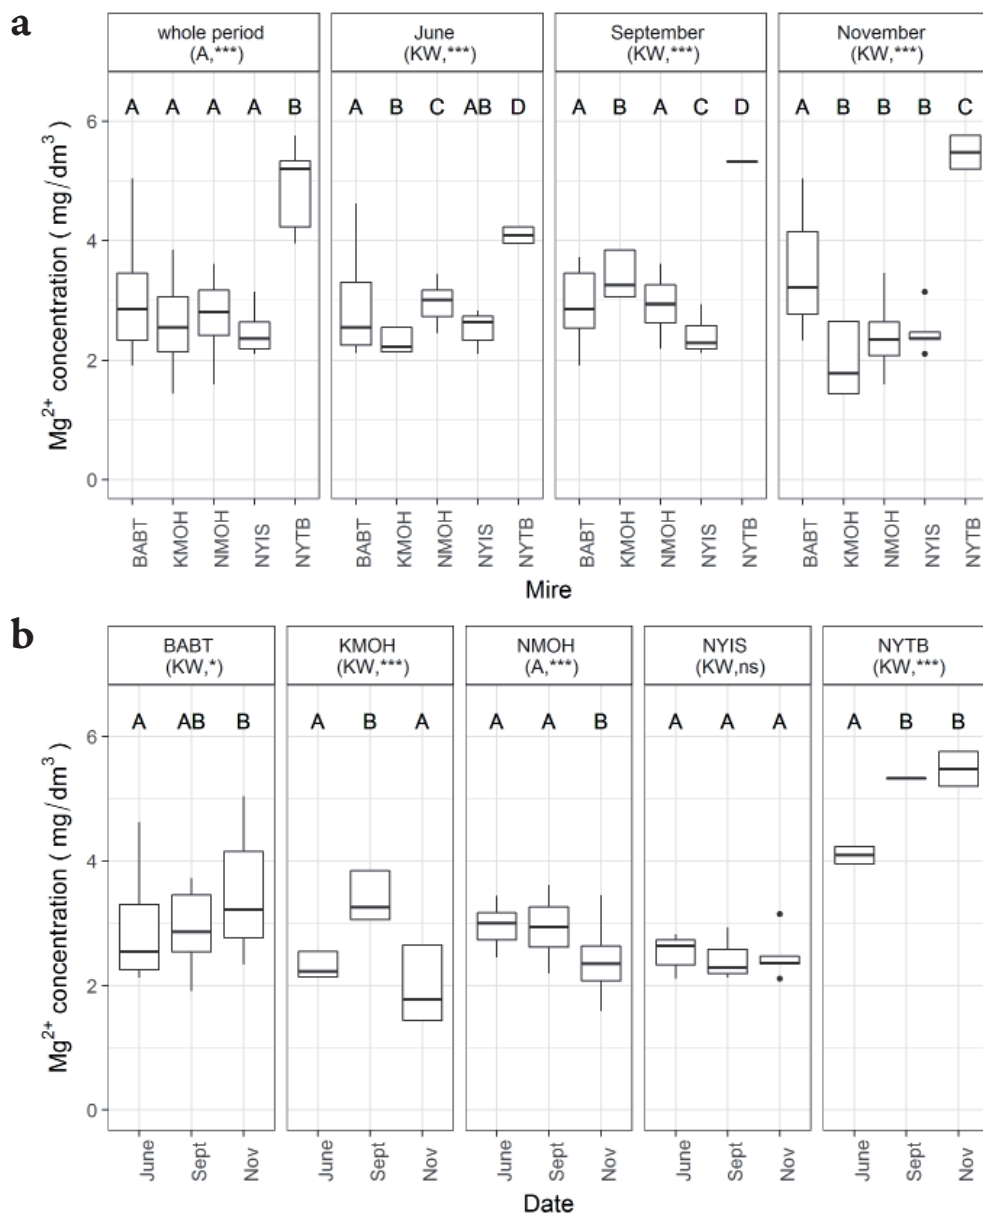 a
whole period
(A,***)
June
(KW,***)
September
(KW,***)
November
(KW,***)
A A A A B
A B C AB D
A B A C D
A B B B C
Mg2+ concentration ( mg/dm3 )
6
4
2
0
BABT KMOH NMOH NYIS NYTB
BABT KMOH NMOH NYIS NYTB
BABT KMOH NMOH NYIS NYTB
BABT KMOH NMOH NYIS NYTB
Mire
b
BABT
(KW,*)
KMOH
(KW,***)
NMOH
(A,***)
NYIS
(KW,ns)
NYTB
(KW,***)
A AB B
A B A
A A B
A A A
A B B
Mg2+ concentration ( mg/dm3 )
6
4
2
0
June Sept Nov
June Sept Nov
June Sept Nov
June Sept Nov
June Sept Nov
Date